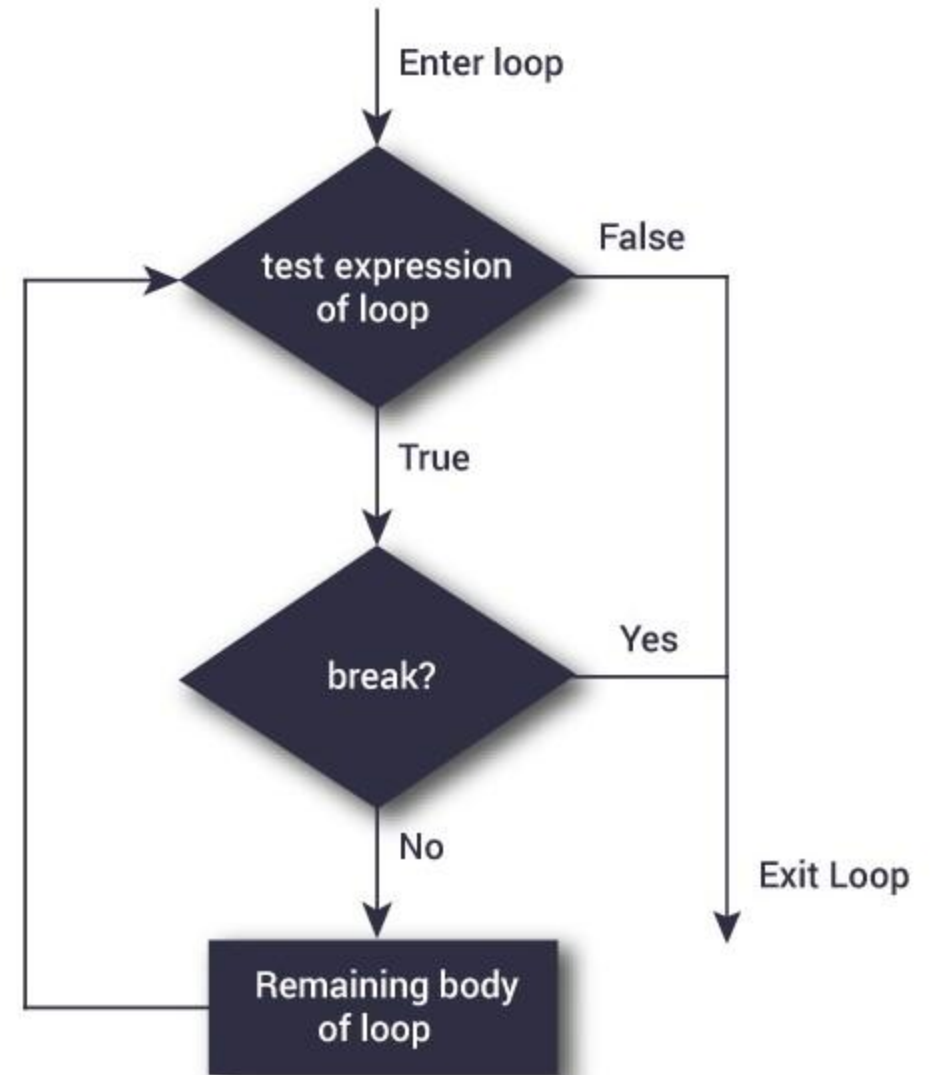 Enter loop
test expression
of loop
False
True
break?
Yes
No
Exit Loop
Remaining body
of loop